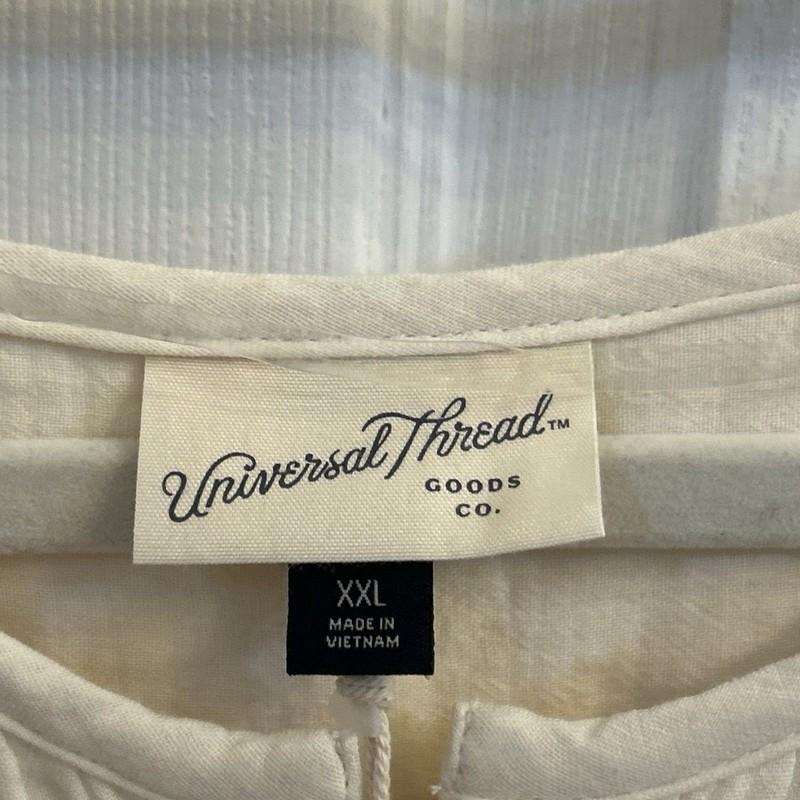 Universal Thread™
GOODS
CO.
XXL
MADE IN
VIETNAM